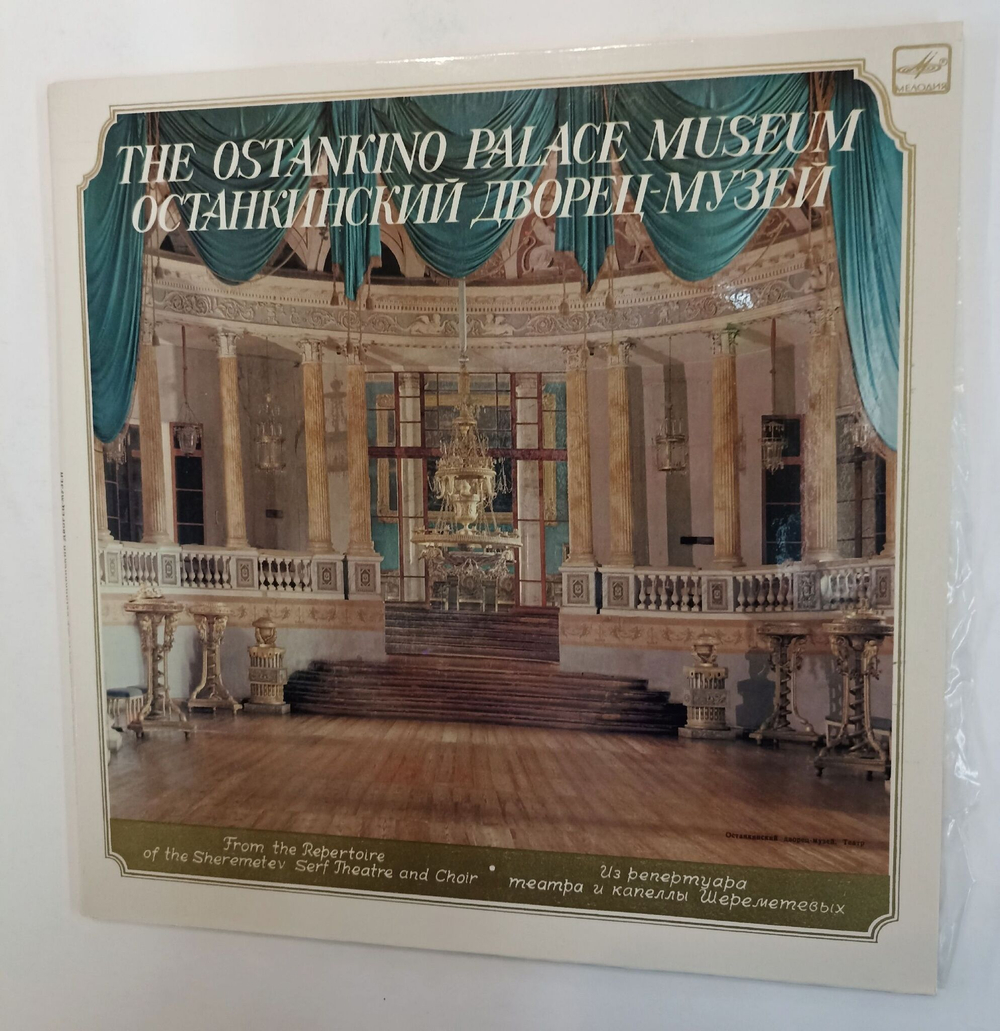 МЕЛОДИЯ
THE OSTANKINO PALACE MUSEUM
ОСТАНКИНСКИЙ ДВОРЕЦ-МУЗЕЙ
Останкинский дворец-музей. Театр
From the Repertoire
of the Sheremetev Serf Theatre and Choir
•
Из репертуара
театра и капеллы Шереметевых